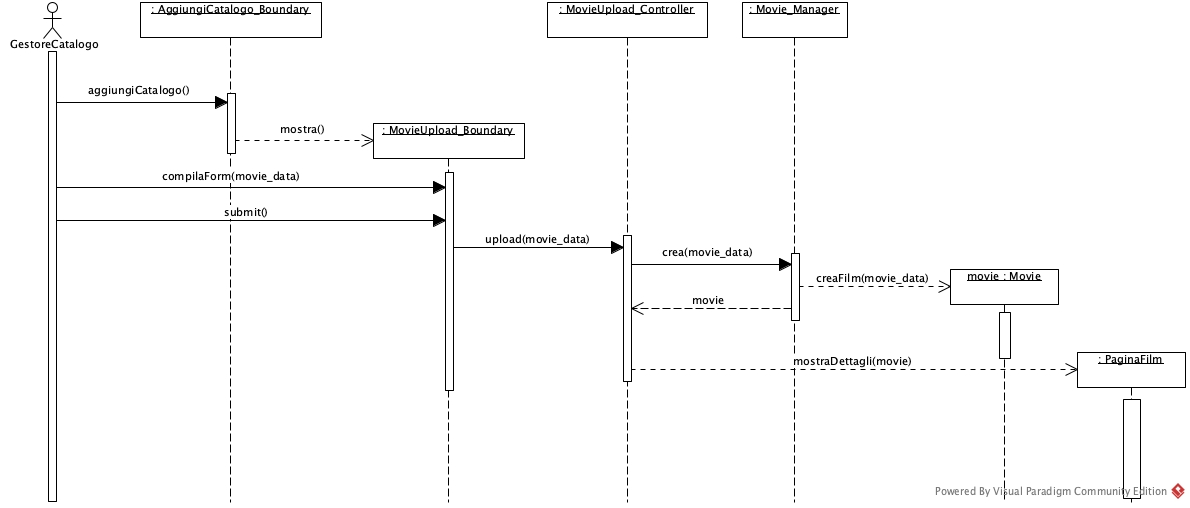 : AggiungiCatalogo_Boundary
: MovieUpload_Controller
: Movie_Manager
GestoreCatalogo
aggiungiCatalogo()
mostra()
: MovieUpload_Boundary
compilaForm(movie_data)
submit()
upload(movie_data)
crea(movie_data)
creaFilm(movie_data)
movie : Movie
movie
mostraDettagli(movie)
: PaginaFilm
Powered By Visual Paradigm Community Edition